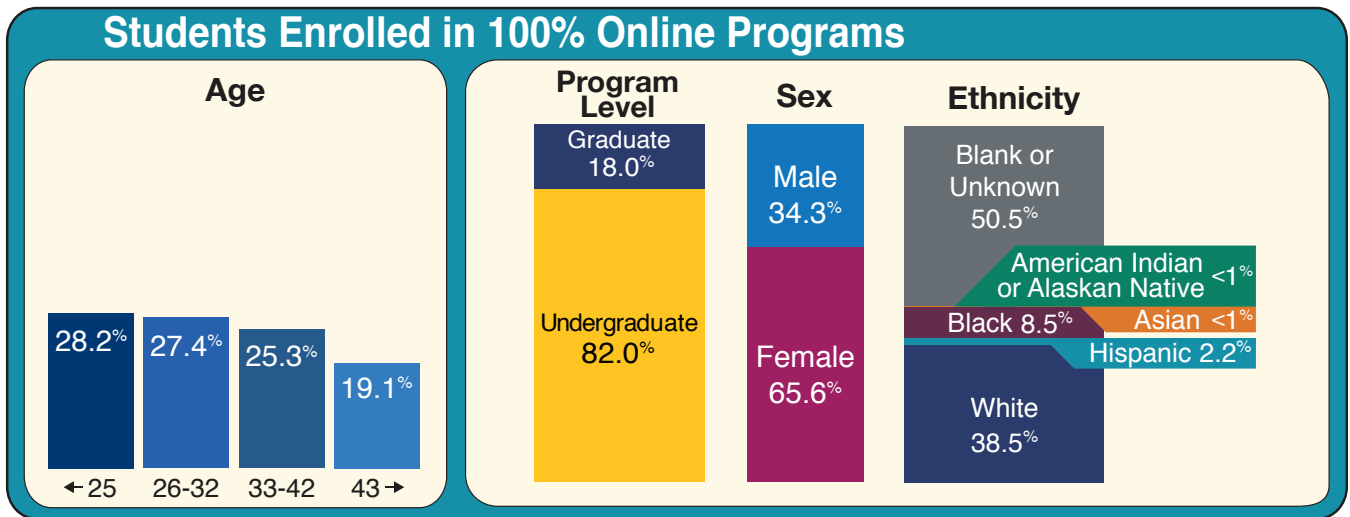 Students Enrolled in 100% Online Programs
Age
28.2%
27.4%
25.3%
19.1%
←25
26-32
33-42
43→
Program
Level
Graduate
18.0%
Undergraduate
82.0%
Sex
Male
34.3%
Female
65.6%
Ethnicity
Blank or
Unknown
50.5%
American Indian
or Alaskan Native <1%
Black 8.5%
Asian <1%
Hispanic 2.2%
White
38.5%